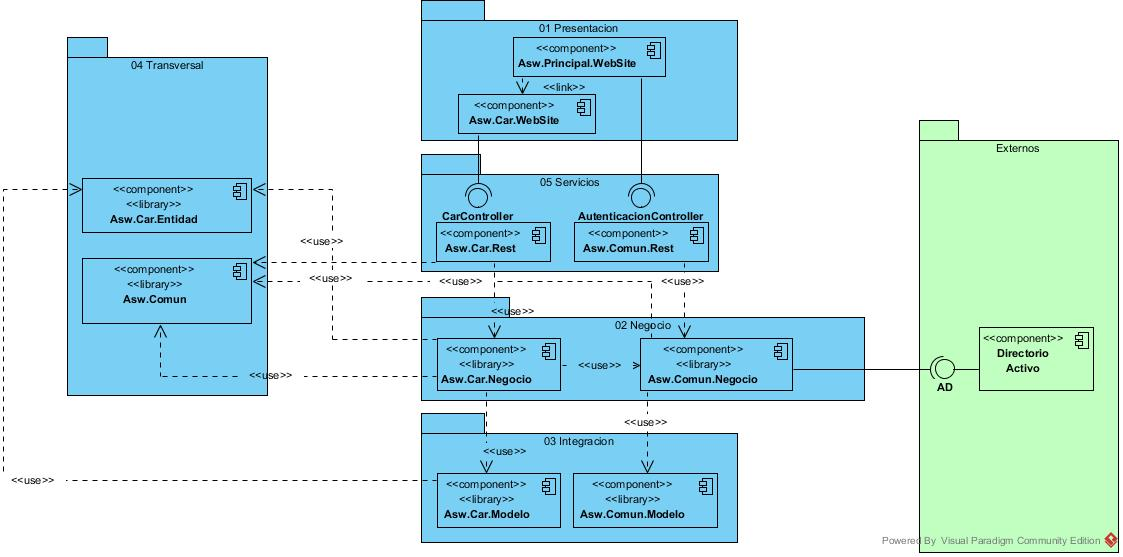 01 Presentacion
<<component>>
Asw.Principal.WebSite
<<link>>
<<component>>
Asw.Car.WebSite
04 Transversal
<<component>>
<<library>>
Asw.Car.Entidad
<<component>>
<<library>>
Asw.Comun
05 Servicios
CarController
AutenticacionController
<<component>>
Asw.Car.Rest
<<component>>
Asw.Comun.Rest
<<use>>
<<use>>
<<use>>
<<use>>
<<use>>
02 Negocio
<<component>>
<<library>>
Asw.Car.Negocio
<<use>>
<<component>>
<<library>>
Asw.Comun.Negocio
<<use>>
<<use>>
03 Integracion
<<use>>
<<component>>
<<library>>
Asw.Car.Modelo
<<component>>
<<library>>
Asw.Comun.Modelo
<<use>>
Externos
<<component>>
Directorio
Activo
AD
Powered By Visual Paradigm Community Edition